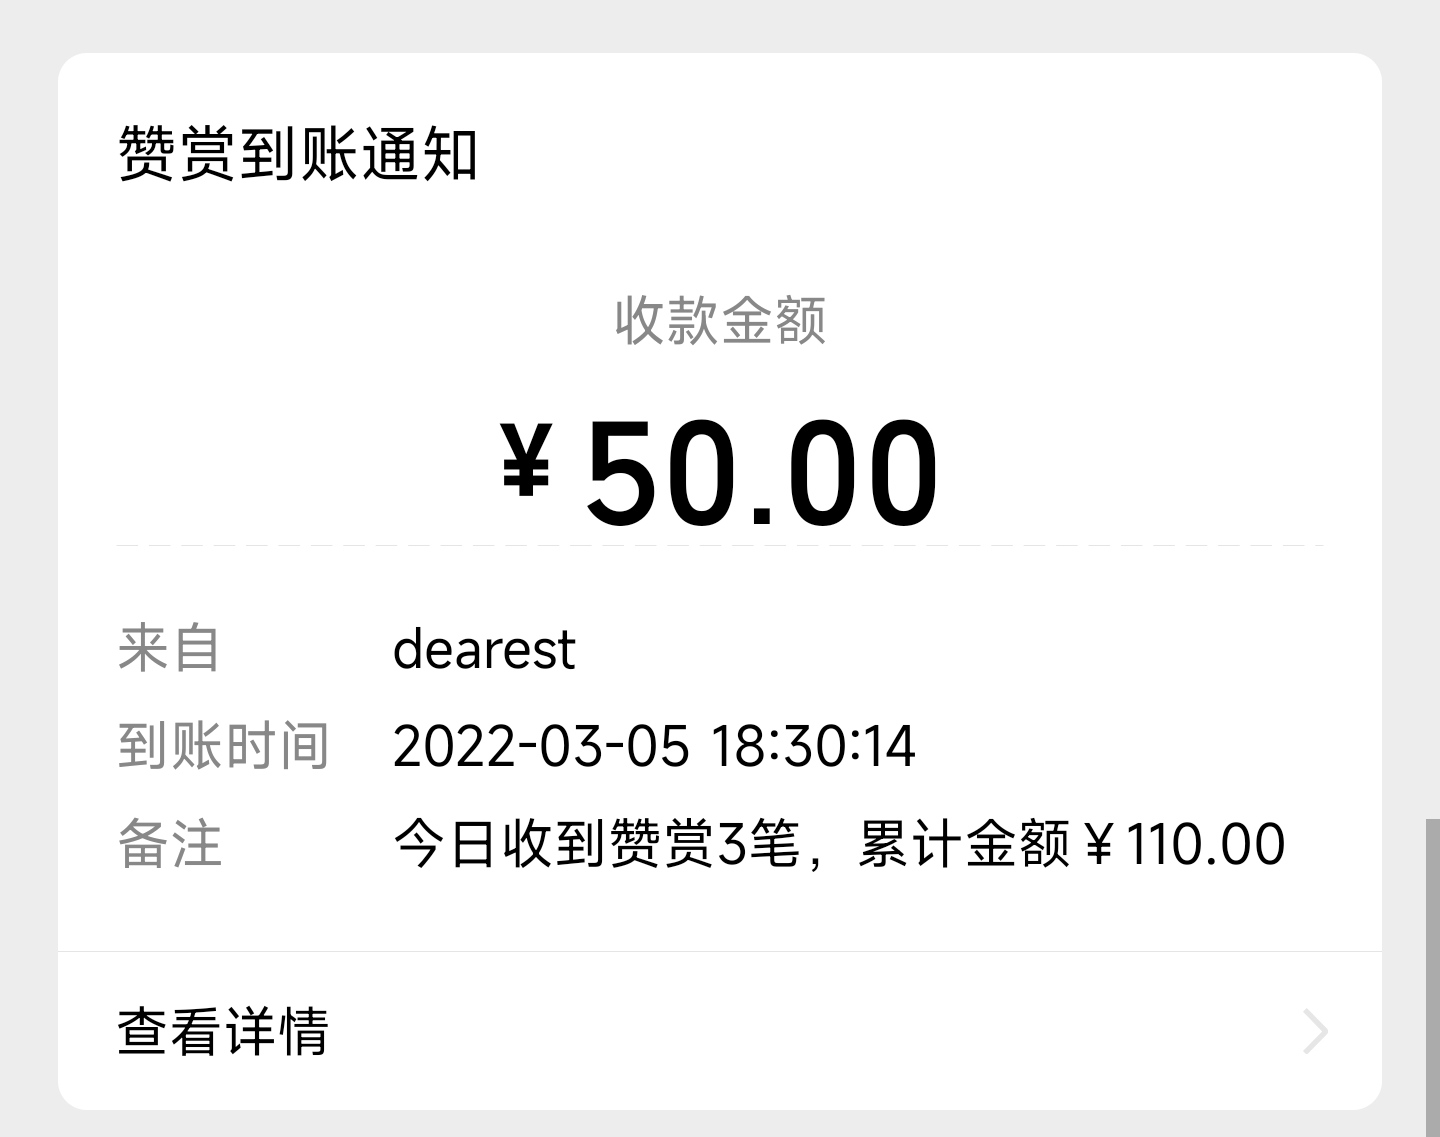 赞赏到账通知
收款金额
¥50.00
来自 dearest
到账时间 2022-03-05 18:30:14
备注 今日收到赞赏3笔，累计金额¥110.00
查看详情